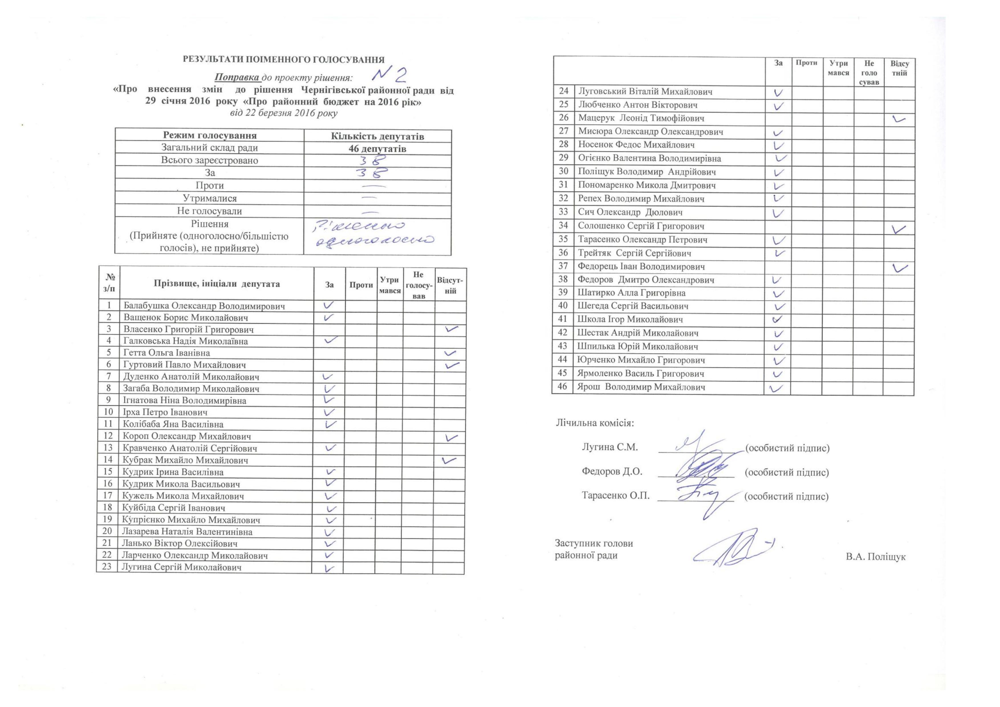 РЕЗУЛЬТАТИ ПОІМЕННОГО ГОЛОСУВАННЯ
Поправка до проекту рішення: N 2
«Про внесення змін до рішення Чернігівської районної ради від
29 січня 2016 року «Про районний бюджет на 2016 рік»
від 22 березня 2016 року
Режим голосування Кількість депутатів
Загальний склад ради 46 депутатів
Всього зареєстровано 38
За 38
Проти —
Утрималися —
Не голосували —
Рішення
(Прийняте (одноголосно/більшістю
голосів), не прийняте)
одноголосно
№ з/п Прізвище, ініціали депутата За Проти Утри мався Не голосу-вав Відсут-ній
1 Балабушка Олександр Володимирович ✓
2 Ващенок Борис Миколайович ✓
3 Власенко Григорій Григорович ✓
4 Галковська Надія Миколаївна ✓
5 Гетта Ольга Іванівна ✓
6 Гуртовий Павло Михайлович ✓
7 Дуденко Анатолій Миколайович ✓
8 Загаба Володимир Миколайович ✓
9 Ігнатова Ніна Володимирівна ✓
10 Ірха Петро Іванович ✓
11 Колібаба Яна Василівна ✓
12 Короп Олександр Михайлович ✓
13 Кравченко Анатолій Сергійович ✓
14 Кубрак Михайло Михайлович ✓
15 Кудрик Ірина Василівна ✓
16 Кудрик Микола Васильович ✓
17 Кужель Микола Михайлович ✓
18 Куйбіда Сергій Іванович ✓
19 Купрієнко Михайло Михайлович ✓
20 Лазарева Наталія Валентинівна ✓
21 Ланько Віктор Олексійович ✓
22 Ларченко Олександр Миколайович ✓
23 Лугина Сергій Миколайович ✓
За Проти Утри мався Не голо сував Відсу тній
24 Луговський Віталій Михайлович ✓
25 Любченко Антон Вікторович ✓
26 Мацерук Леонід Тимофійович ✓
27 Мисюра Олександр Олександрович ✓
28 Носенок Федос Михайлович ✓
29 Огієнко Валентина Володимирівна ✓
30 Поліщук Володимир Андрійович ✓
31 Пономаренко Микола Дмитрович ✓
32 Репех Володимир Михайлович ✓
33 Сич Олександр Дюлович ✓
34 Солошенко Сергій Григорович ✓
35 Тарасенко Олександр Петрович ✓
36 Трейтяк Сергій Сергійович ✓
37 Федорець Іван Володимирович ✓
38 Федоров Дмитро Олександрович ✓
39 Шатирко Алла Григорівна ✓
40 Шегеда Сергій Васильович ✓
41 Школа Ігор Миколайович ✓
42 Шестак Андрій Миколайович ✓
43 Шпилька Юрій Миколайович ✓
44 Юрченко Михайло Григорович ✓
45 Ярмоленко Василь Григорович ✓
46 Ярош Володимир Михайлович ✓
Лічильна комісія:
Лугина С.М. (особистий підпис)
Федоров Д.О. (особистий підпис)
Тарасенко О.П. (особистий підпис)
Заступник голови
районної ради В.А. Поліщук